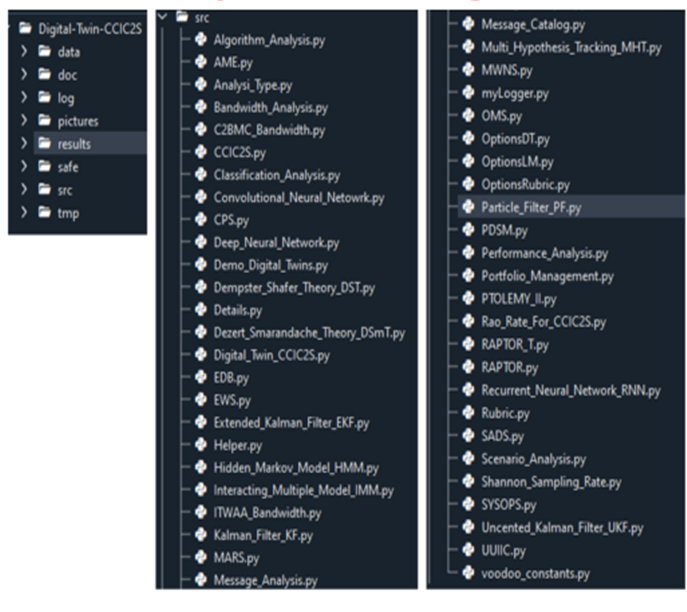 Digital-Twin-CCIC2S
data
doc
log
pictures
results
safe
src
tmp
src
Algorithm_Analysis.py
AME.py
Analysi_Type.py
Bandwidth_Analysis.py
C2BMC_Bandwidth.py
CCIC2S.py
Classification_Analysis.py
Convolutional_Neural_Netowrk.py
CPS.py
Deep_Neural_Network.py
Demo_Digital_Twins.py
Dempster_Shafer_Theory_DST.py
Details.py
Dezert_Smarandache_Theory_DSmT.py
Digital_Twin_CCIC2S.py
EDB.py
EWS.py
Extended_Kalman_Filter_EKF.py
Helper.py
Hidden_Markov_Model_HMM.py
Interacting_Multiple_Model_IMM.py
ITWAA_Bandwidth.py
Kalman_Filter_KF.py
MARS.py
Message_Analysis.py
Message_Catalog.py
Multi_Hypothesis_Tracking_MHT.py
MWNS.py
myLogger.py
OMS.py
OptionsDT.py
OptionsLM.py
OptionsRubric.py
Particle_Filter_PF.py
PDSM.py
Performance_Analysis.py
Portfolio_Management.py
PTOLEMY_II.py
Rao_Rate_For_CCIC2S.py
RAPTOR_T.py
RAPTOR.py
Recurrent_Neural_Network_RNN.py
Rubric.py
SADS.py
Scenario_Analysis.py
Shannon_Sampling_Rate.py
SYSOPS.py
Uncented_Kalman_Filter_UKF.py
UUIIC.py
voodoo_constants.py